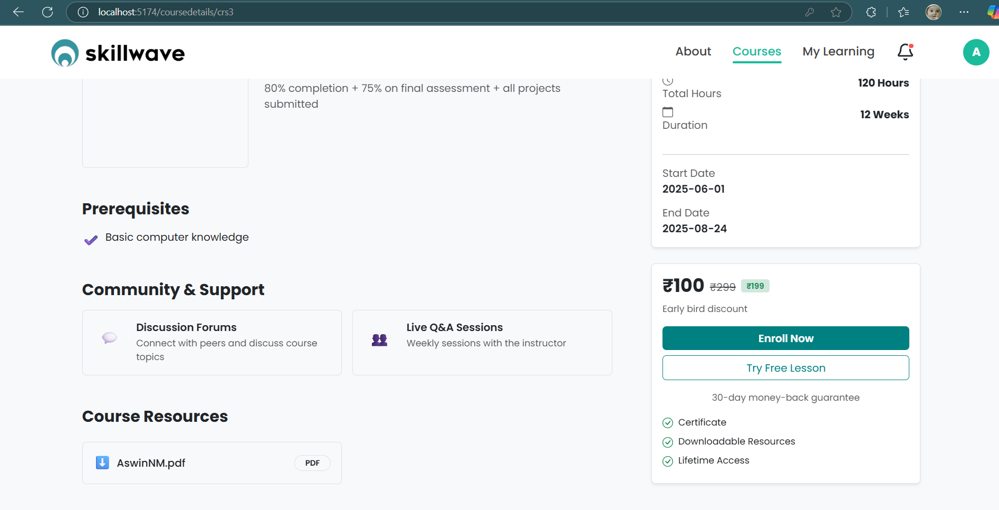 localhost:5174/coursedetails/crs3
skillwave
About
Courses
My Learning
A
80% completion + 75% on final assessment + all projects
submitted
Prerequisites
Basic computer knowledge
Community & Support
Discussion Forums
Connect with peers and discuss course
topics
Live Q&A Sessions
Weekly sessions with the instructor
Course Resources
AswinNM.pdf
PDF
Total Hours
120 Hours
Duration
12 Weeks
Start Date
2025-06-01
End Date
2025-08-24
₹100 ₹299 ₹199
Early bird discount
Enroll Now
Try Free Lesson
30-day money-back guarantee
Certificate
Downloadable Resources
Lifetime Access